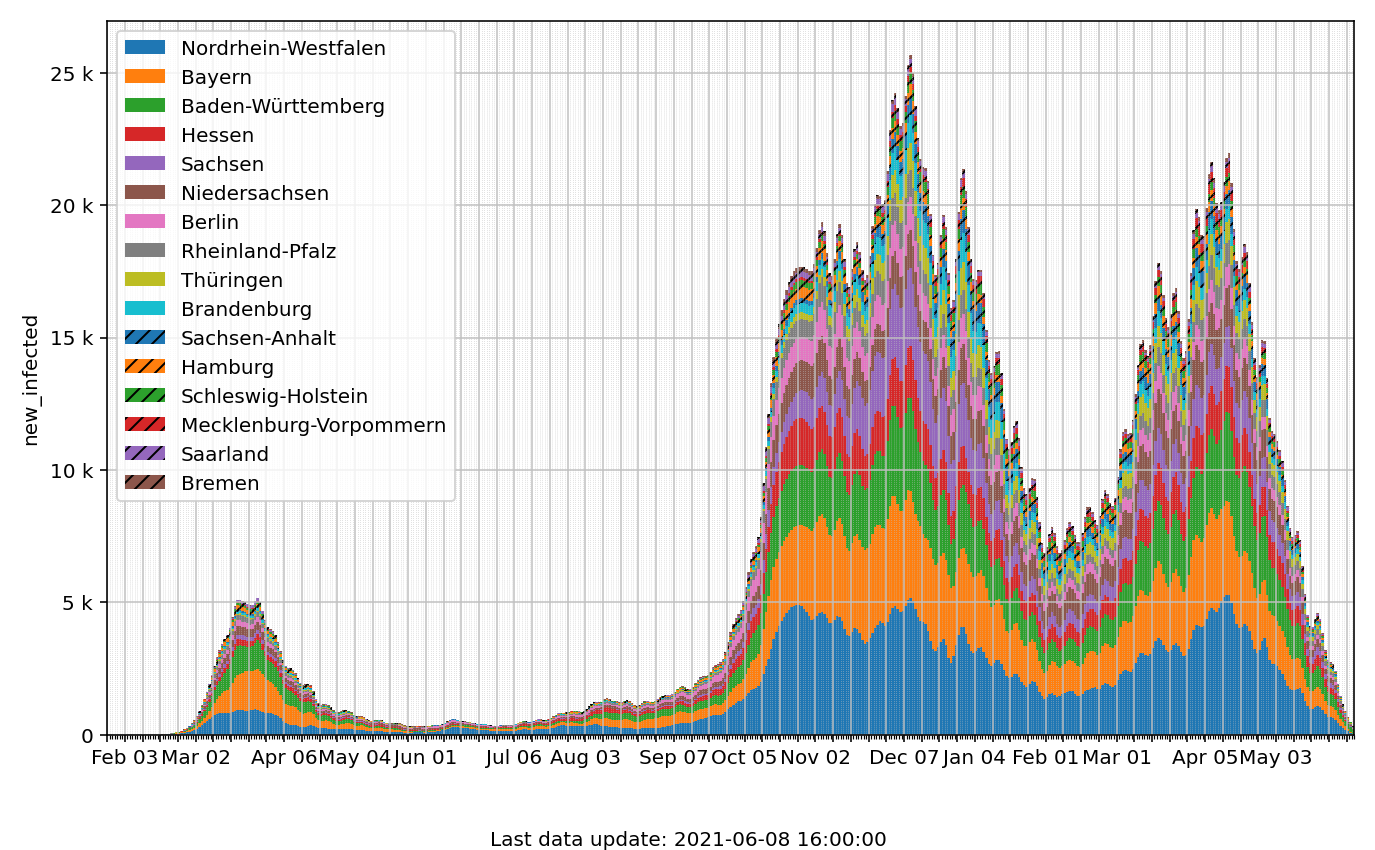 Nordrhein-Westfalen
Bayern
Baden-Württemberg
Hessen
Sachsen
Niedersachsen
Berlin
Rheinland-Pfalz
Thüringen
Brandenburg
Sachsen-Anhalt
Hamburg
Schleswig-Holstein
Mecklenburg-Vorpommern
Saarland
Bremen
25 k
20 k
15 k
10 k
5 k
0
new_infected
Feb 03 Mar 02 Apr 06 May 04 Jun 01 Jul 06 Aug 03 Sep 07 Oct 05 Nov 02 Dec 07 Jan 04 Feb 01 Mar 01 Apr 05 May 03
Last data update: 2021-06-08 16:00:00